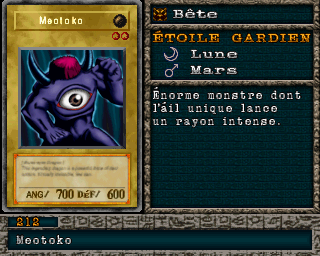 Meotoko
Bête
ÉTOILE GARDIEN
Lune
Mars
Énorme monstre dont
l'áil unique lance
un rayon intense.
ANG/ 700 DÉF/ 600
212
Meotoko